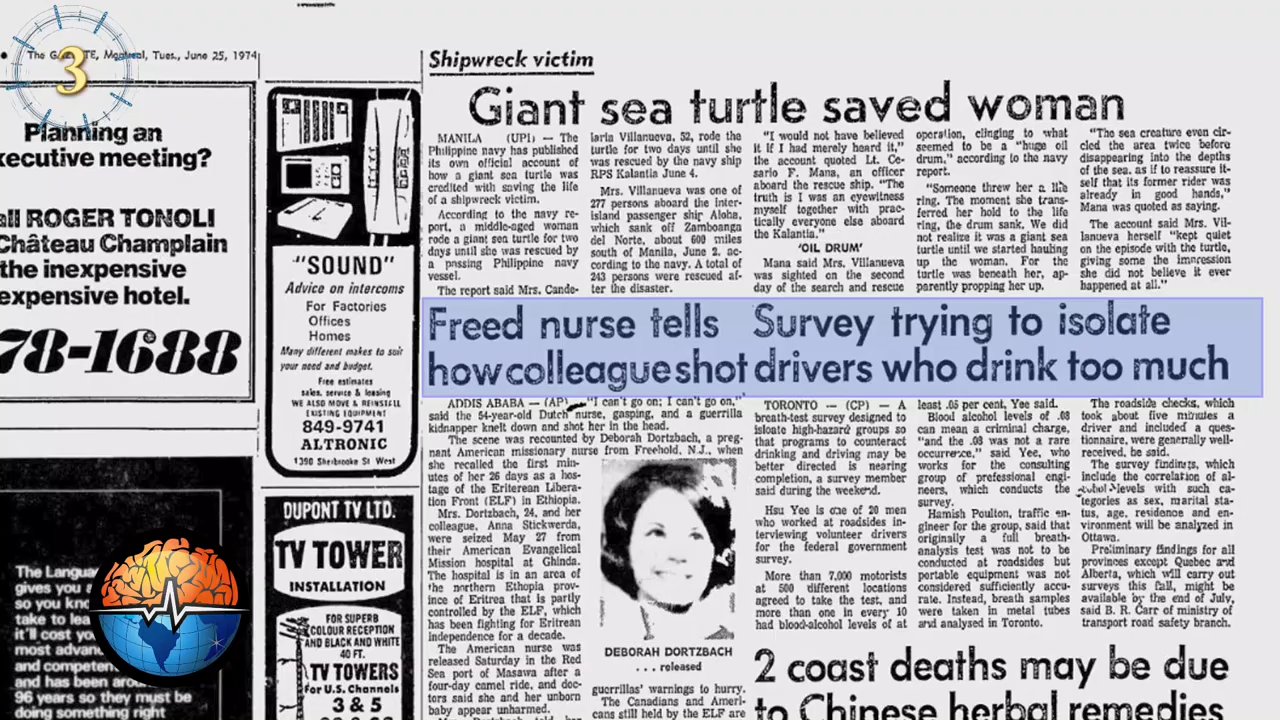 The GAZETTE, Montreal, Tues., June 25, 1974
3
Planning an
xecutive meeting?
all ROGER TONOLI
Château Champlain
the inexpensive
expensive hotel.
78-1688
The Langua
gives you a
so you kno
take to lea
it'll cost yo
most advanc
and competen
and has been arou
96 years so they must be
doing something right
"SOUND"
Advice on intercoms
For Factories
Offices
Homes
Many different makes to suit
your need and budget.
Free estimates
sales, service & leasing
WE ALSO MOVE & REINSTALL
EXISTING EQUIPMENT
849-9741
ALTRONIC
1390 Sherbrooke St West
DUPONT TV LTD.
TV TOWER
INSTALLATION
FOR SUPERB
COLOUR RECEPTION
AND BLACK AND WHITE
40 FT.
TV TOWERS
For U.S. Channels
3 & 5
Shipwreck victim
Giant sea turtle saved woman
MANILA (UPI) — The
Philippine navy has published
its own official account of
how a giant sea turtle was
credited with saving the life
of a shipwreck victim.
According to the navy re-
port, a middle-aged woman
rode a giant sea turtle for two
days until she was rescued by
a passing Philippine navy
vessel.
The report said Mrs. Cande-
laria Villanueva, 52, rode the
turtle for two days until she
was rescued by the navy ship
RPS Kalantia June 4.
Mrs. Villanueva was one of
277 persons aboard the inter-
island passenger ship Aloha,
which sank off Zamboanga
del Norte, about 600 miles
south of Manila, June 2, ac-
cording to the navy. A total of
243 persons were rescued af-
ter the disaster.
"I would not have believed
it if I had merely heard it,"
the account quoted Lt. Ce-
sario F. Mana, an officer
aboard the rescue ship. "The
truth is I was an eyewitness
myself together with prac-
tically everyone else aboard
the Kalantia."
'OIL DRUM'
Mana said Mrs. Villanueva
was sighted on the second
day of the search and rescue
operation, clinging to what
seemed to be a "huge oil
drum," according to the navy
report.
"Someone threw her a life
ring. The moment she trans-
ferred her hold to the life
ring, the drum sank. We did
not realize it was a giant sea
turtle until we started hauling
up the woman. For the
turtle was beneath her, ap-
parently propping her up.
"The sea creature even cir-
cled the area twice before
disappearing into the depths
of the sea, as if to reassure it-
self that its former rider was
already in good hands,"
Mana was quoted as saying.
The account said Mrs. Vil-
lanueva herself "kept quiet
on the episode with the turtle,
giving some the impression
she did not believe it ever
happened at all."
Freed nurse tells
how colleague shot
ADDIS ABABA — (AP) — "I can't go on; I can't go on,"
said the 54-year-old Dutch nurse, gasping, and a guerrilla
kidnapper knelt down and shot her in the head.
The scene was recounted by Deborah Dortzbach, a preg-
nant American missionary nurse from Freehold, N.J., when
she recalled the first min-
utes of her 26 days as a hos-
tage of the Eriterean Libera-
tion Front (ELF) in Ethiopia.
Mrs. Dortzbach, 24, and her
colleague, Anna Stickwerda,
were seized May 27 from
their American Evangelical
Mission hospital at Ghinda.
The hospital is in an area of
the northern Ethopia prov-
ince of Eritrea that is partly
controlled by the ELF, which
has been fighting for Eritrean
independence for a decade.
The American nurse was
released Saturday in the Red
Sea port of Masawa after a
four-day camel ride, and doc-
tors said she and her unborn
baby appear unharmed.
DEBORAH DORTZBACH
. . . released
guerrillas' warnings to hurry.
The Canadians and Ameri-
cans still held by the ELF are
Survey trying to isolate
drivers who drink too much
TORONTO — (CP) — A
breath-test survey designed to
isloate high-hazard groups so
that programs to counteract
drinking and driving may be
better directed is nearing
completion, a survey member
said during the weekend.
Hsu Yee is one of 20 men
who worked at roadsides in-
terviewing volunteer drivers
for the federal government
survey.
More than 7,000 motorists
at 500 different locations
agreed to take the test, and
more than one in every 10
had blood-alcohol levels of at
least .05 per cent, Yee said.
Blood alcohol levels of .08
can mean a criminal charge,
"and the .08 was not a rare
occurrence," said Yee, who
works for the consulting
group of professional engi-
neers, which conducts the
survey.
Hamish Poulton, traffic en-
gineer for the group, said that
originally a full breath-
analysis test was not to be
conducted at roadsides but
portable equipment was not
considered sufficiently accu-
rate. Instead, breath samples
were taken in metal tubes
and analysed in Toronto.
The roadside checks, which
took about five minutes a
driver and included a ques-
tionnaire, were generally well-
received, he said.
The survey findings, which
include the correlation of al-
cohol levels with such ca-
tegories as sex, marital sta-
tus, age, residence and en-
vironment will be analyzed in
Ottawa.
Preliminary findings for all
provinces except Quebec and
Alberta, which will carry out
surveys this fall, might be
available by the end of July,
said B. R. Carr of ministry of
transport road safety branch.
2 coast deaths may be due
to Chinese herbal remedies